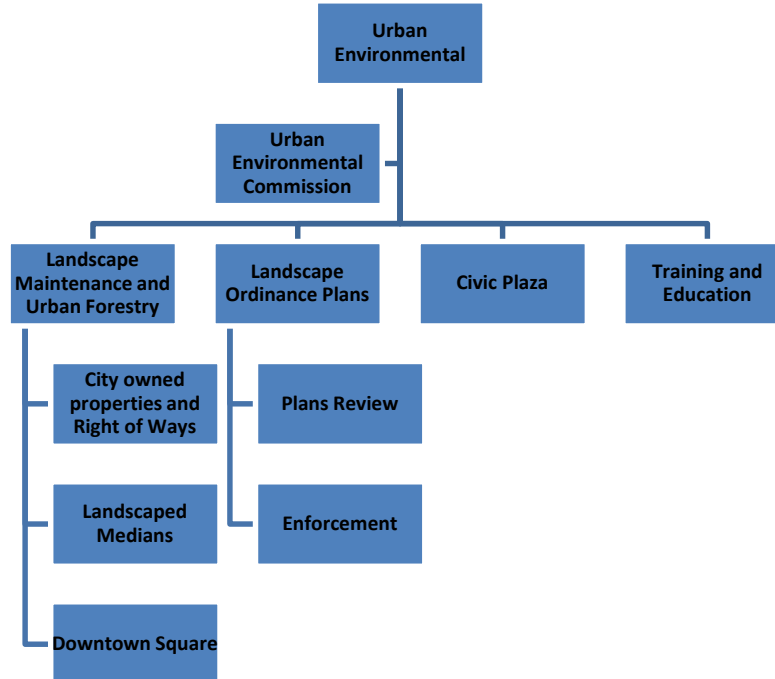 Urban
Environmental
Urban
Environmental
Commission
Landscape
Maintenance and
Urban Forestry
Landscape
Ordinance Plans
Civic Plaza
Training and
Education
City owned
properties and
Right of Ways
Plans Review
Landscaped
Medians
Enforcement
Downtown Square